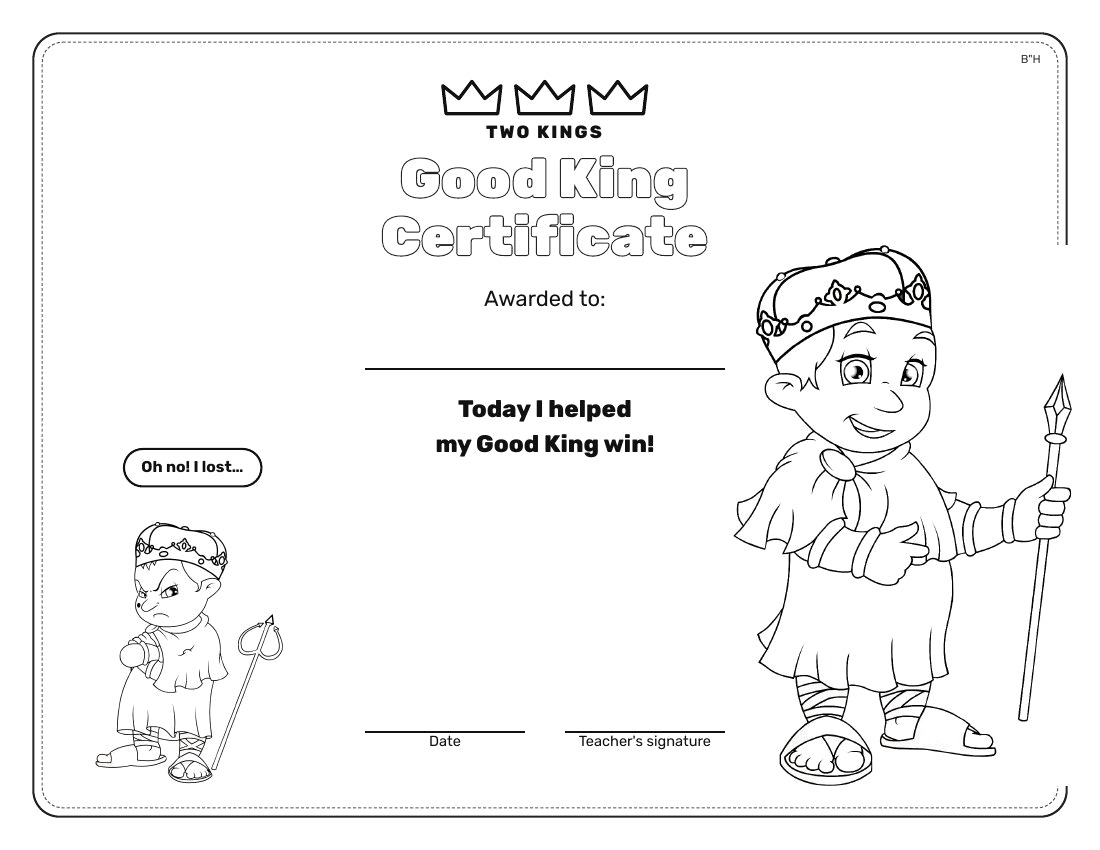 B"H
TWO KINGS
Good King
Certificate
Awarded to:
Today I helped
my Good King win!
Oh no! I lost...
Date
Teacher's signature